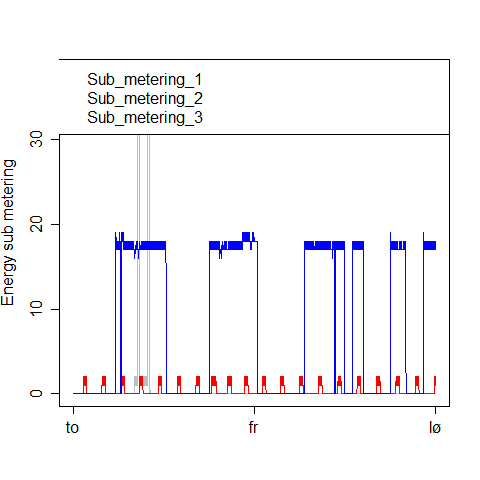 Sub_metering_1
Sub_metering_2
Sub_metering_3
Energy sub metering
30
20
10
0
to
fr
lø